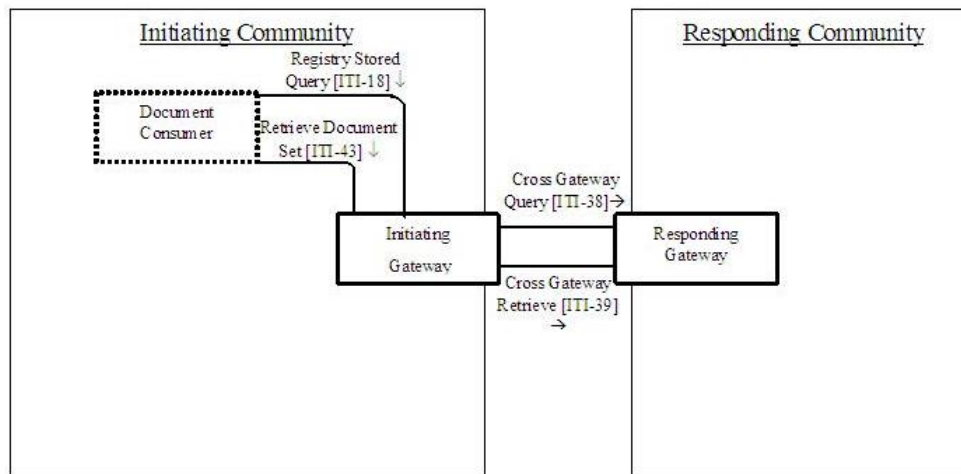 Initiating Community
Responding Community
Registry Stored
Query [ITI-18] ↓
Document
Consumer
Retrieve Document
Set [ITI-43] ↓
Cross Gateway
Query [ITI-38]→
Initiating
Gateway
Responding
Gateway
Cross Gateway
Retrieve [ITI-39]
→